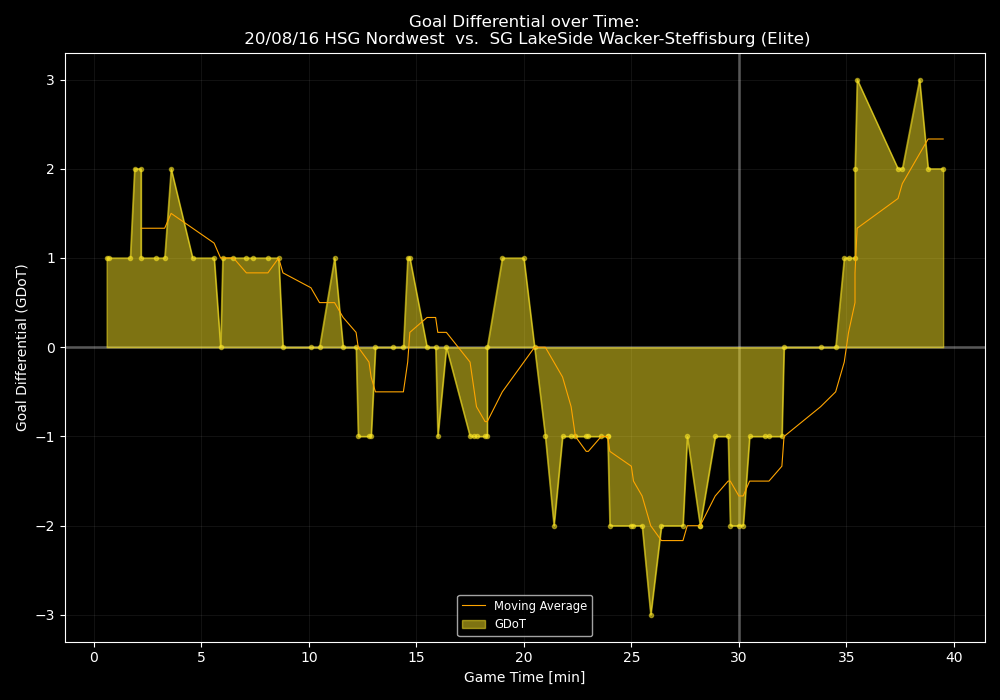 Goal Differential over Time:
20/08/16 HSG Nordwest  vs.  SG LakeSide Wacker-Steffisburg (Elite)
Goal Differential (GDoT)
3
2
1
0
−1
−2
−3
Moving Average
GDoT
0 5 10 15 20 25 30 35 40
Game Time [min]